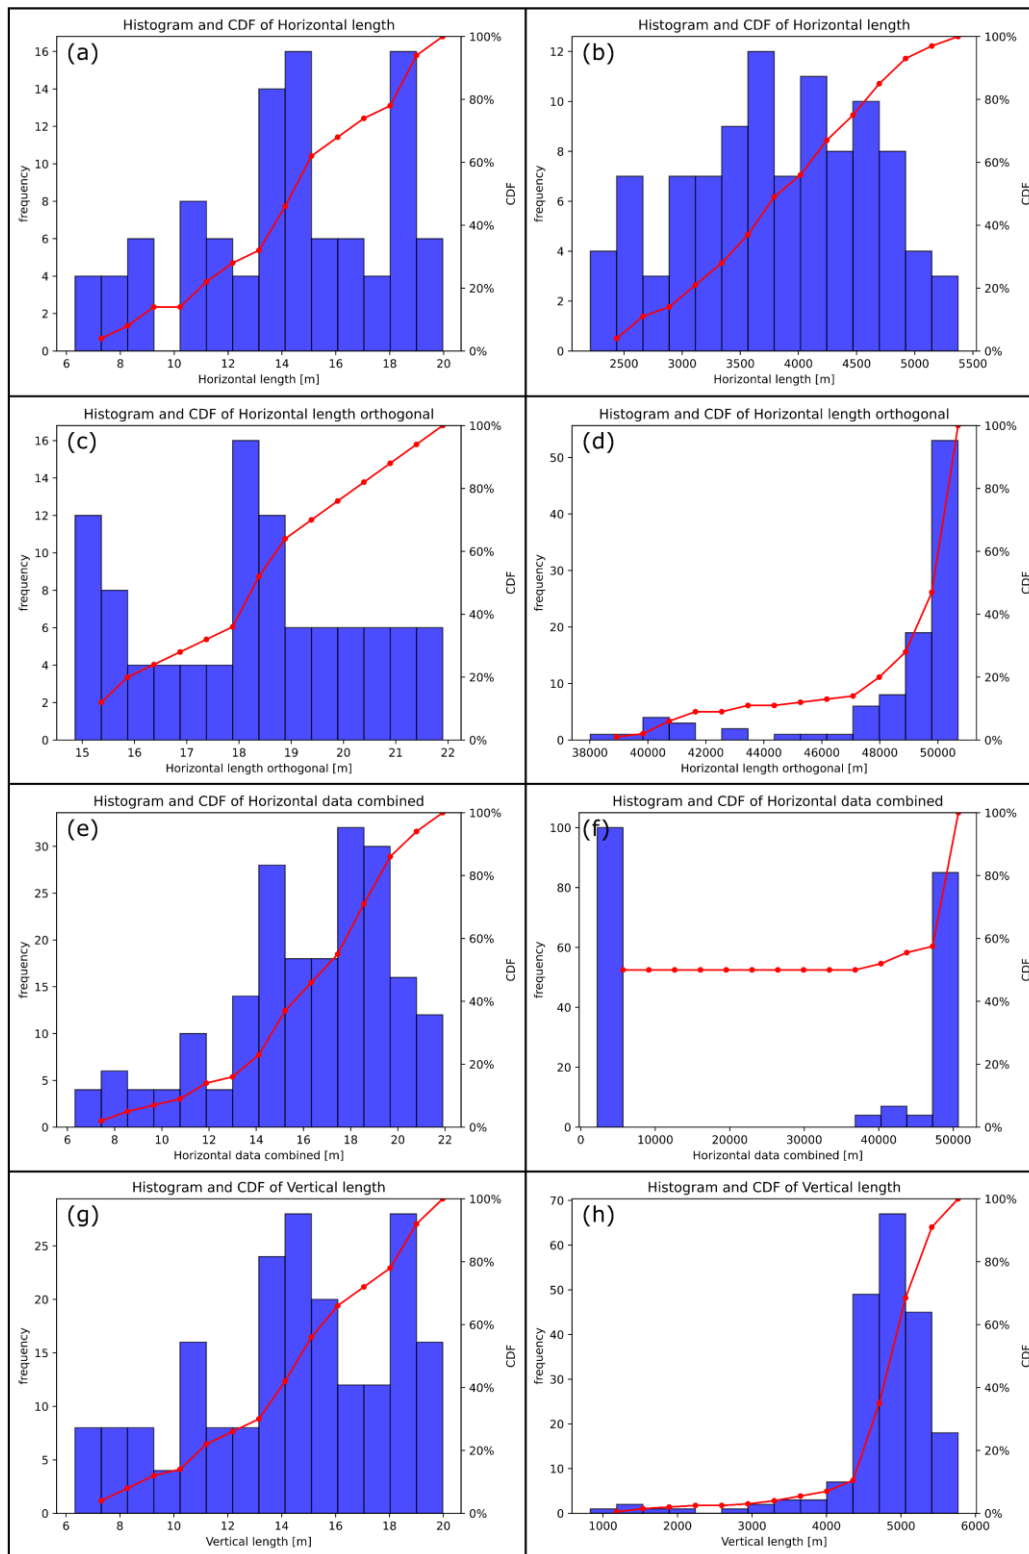 Histogram and CDF of Horizontal length
(a)
frequency
16
14
12
10
8
6
4
2
0
100%
80%
60%
40%
20%
0%
CDF
6 8 10 12 14 16 18 20
Horizontal length [m]
Histogram and CDF of Horizontal length
(b)
frequency
12
10
8
6
4
2
0
100%
80%
60%
40%
20%
0%
CDF
2500 3000 3500 4000 4500 5000 5500
Horizontal length [m]
Histogram and CDF of Horizontal length orthogonal
(c)
frequency
16
14
12
10
8
6
4
2
0
100%
80%
60%
40%
20%
0%
CDF
15 16 17 18 19 20 21 22
Horizontal length orthogonal [m]
Histogram and CDF of Horizontal length orthogonal
(d)
frequency
50
40
30
20
10
0
100%
80%
60%
40%
20%
0%
CDF
38000 40000 42000 44000 46000 48000 50000
Horizontal length orthogonal [m]
Histogram and CDF of Horizontal data combined
(e)
frequency
30
25
20
15
10
5
0
100%
80%
60%
40%
20%
0%
CDF
6 8 10 12 14 16 18 20 22
Horizontal data combined [m]
Histogram and CDF of Horizontal data combined
(f)
frequency
100
80
60
40
20
0
100%
80%
60%
40%
20%
0%
CDF
0 10000 20000 30000 40000 50000
Horizontal data combined [m]
Histogram and CDF of Vertical length
(g)
frequency
25
20
15
10
5
0
100%
80%
60%
40%
20%
0%
CDF
6 8 10 12 14 16 18 20
Vertical length [m]
Histogram and CDF of Vertical length
(h)
frequency
70
60
50
40
30
20
10
0
100%
80%
60%
40%
20%
0%
CDF
1000 2000 3000 4000 5000 6000
Vertical length [m]